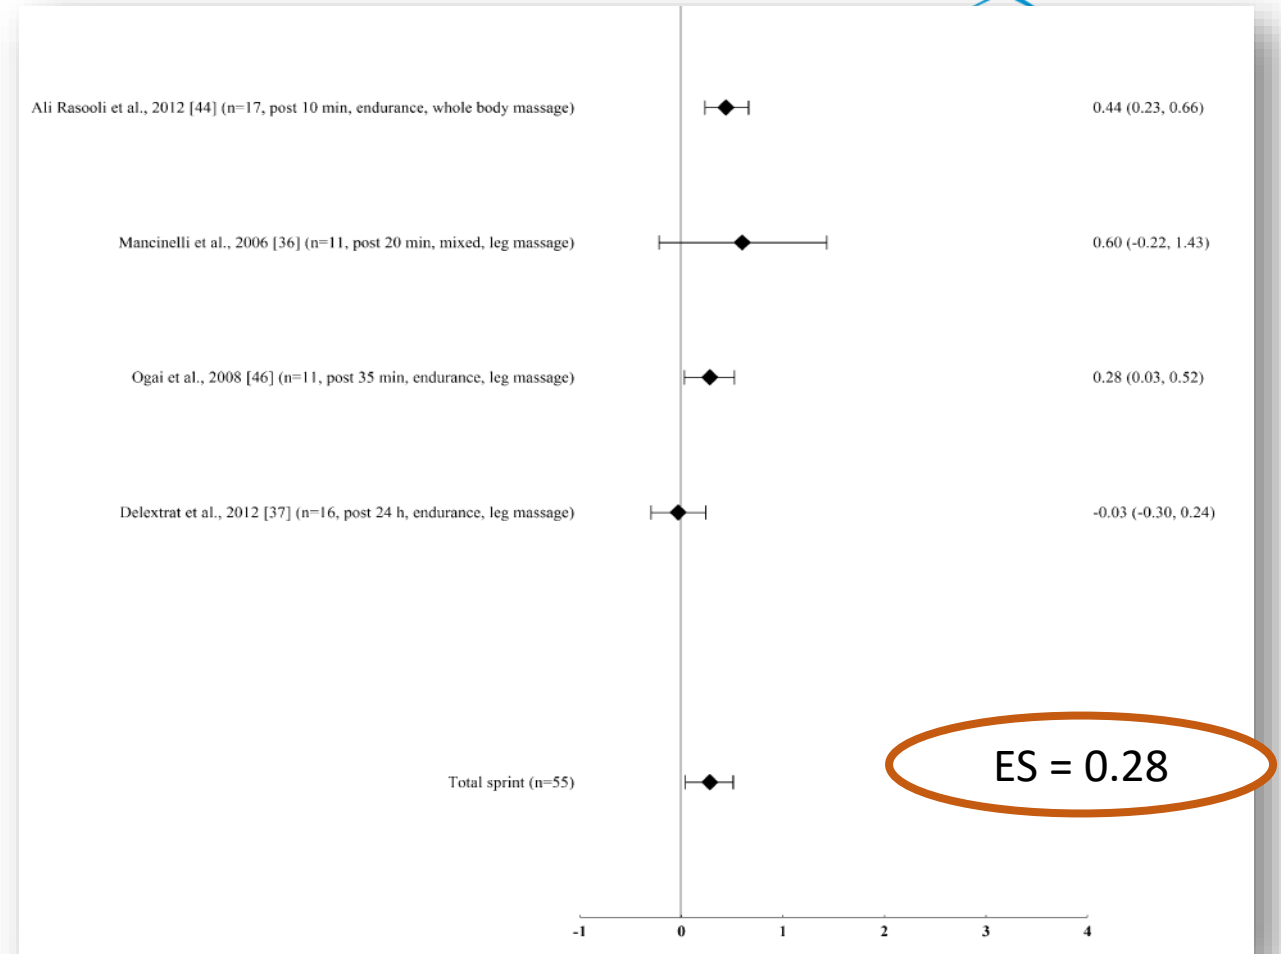 Ali Rasooli et al., 2012 [44] (n=17, post 10 min, endurance, whole body massage) 0.44 (0.23, 0.66)
Mancinelli et al., 2006 [36] (n=11, post 20 min, mixed, leg massage) 0.60 (-0.22, 1.43)
Ogai et al., 2008 [46] (n=11, post 35 min, endurance, leg massage) 0.28 (0.03, 0.52)
Delextrat et al., 2012 [37] (n=16, post 24 h, endurance, leg massage) -0.03 (-0.30, 0.24)
Total sprint (n=55) ES = 0.28
-1 0 1 2 3 4